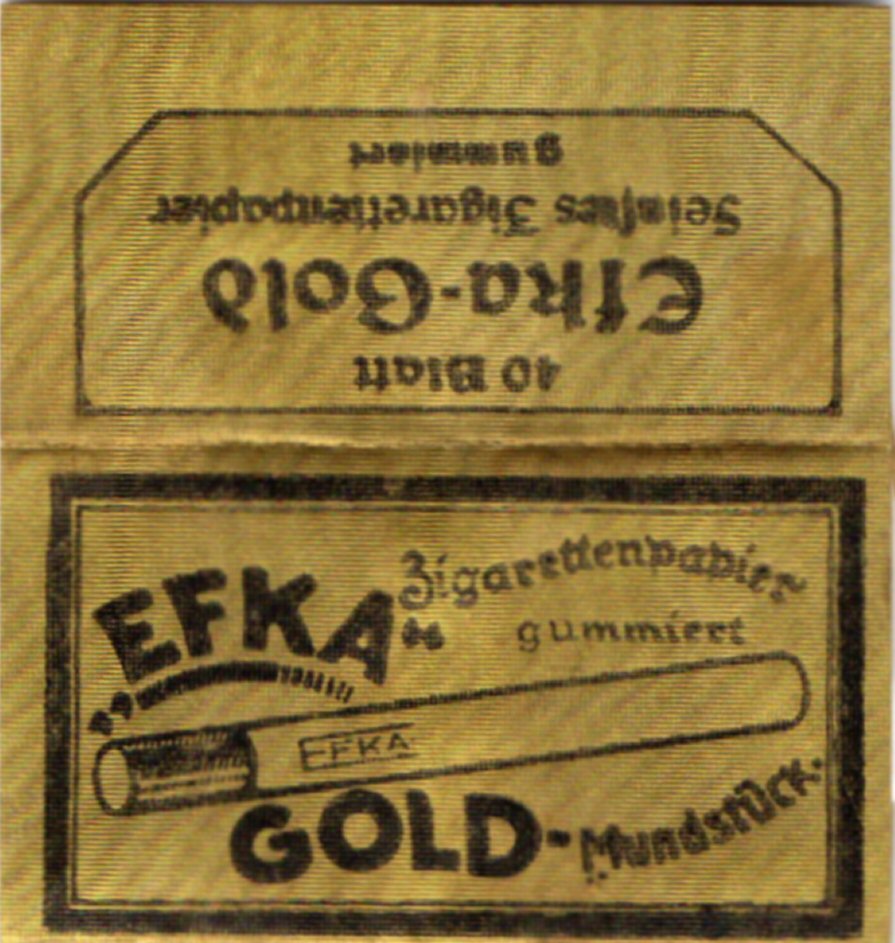 40 Blatt
Efka-Gold
Feinstes Zigarettenpapier
gummiert
EFKA
Zigarettenpapier
gummiert
EFKA
GOLD-Mundstück.